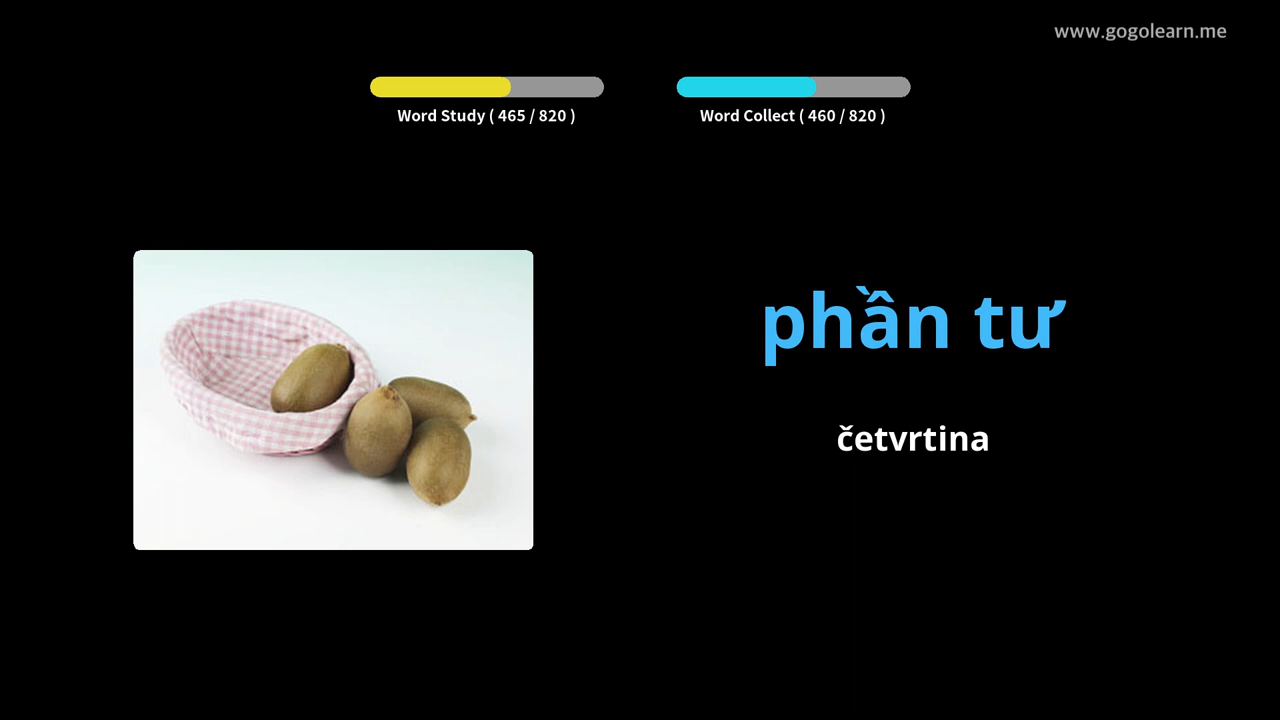 www.gogolearn.me
Word Study ( 465 / 820 )
Word Collect ( 460 / 820 )
phần tư
četvrtina